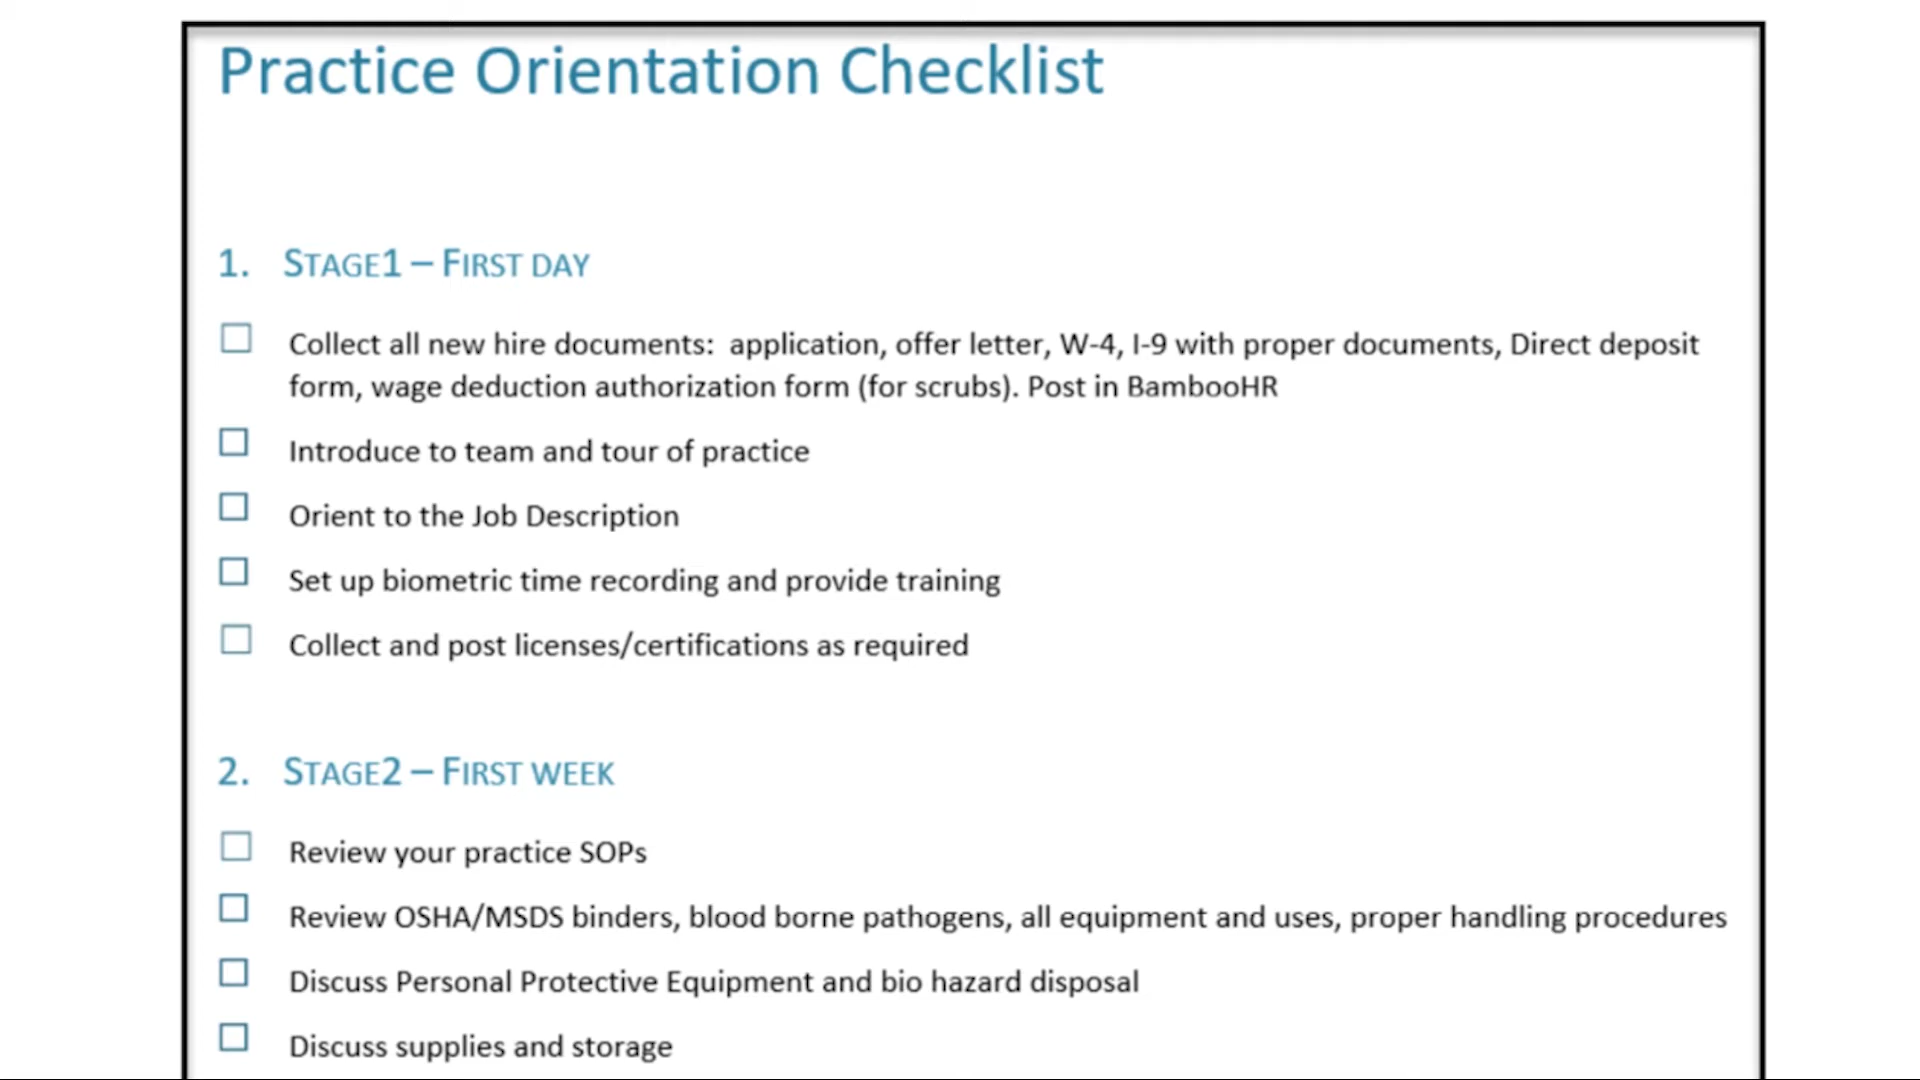 Practice Orientation Checklist
1. STAGE1 – FIRST DAY
☐ Collect all new hire documents:  application, offer letter, W-4, I-9 with proper documents, Direct deposit
form, wage deduction authorization form (for scrubs). Post in BambooHR
☐ Introduce to team and tour of practice
☐ Orient to the Job Description
☐ Set up biometric time recording and provide training
☐ Collect and post licenses/certifications as required
2. STAGE2 – FIRST WEEK
☐ Review your practice SOPs
☐ Review OSHA/MSDS binders, blood borne pathogens, all equipment and uses, proper handling procedures
☐ Discuss Personal Protective Equipment and bio hazard disposal
☐ Discuss supplies and storage